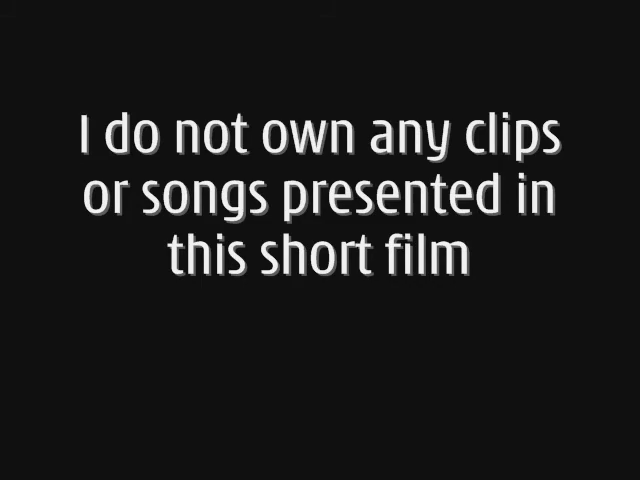 I do not own any clips
or songs presented in
this short film